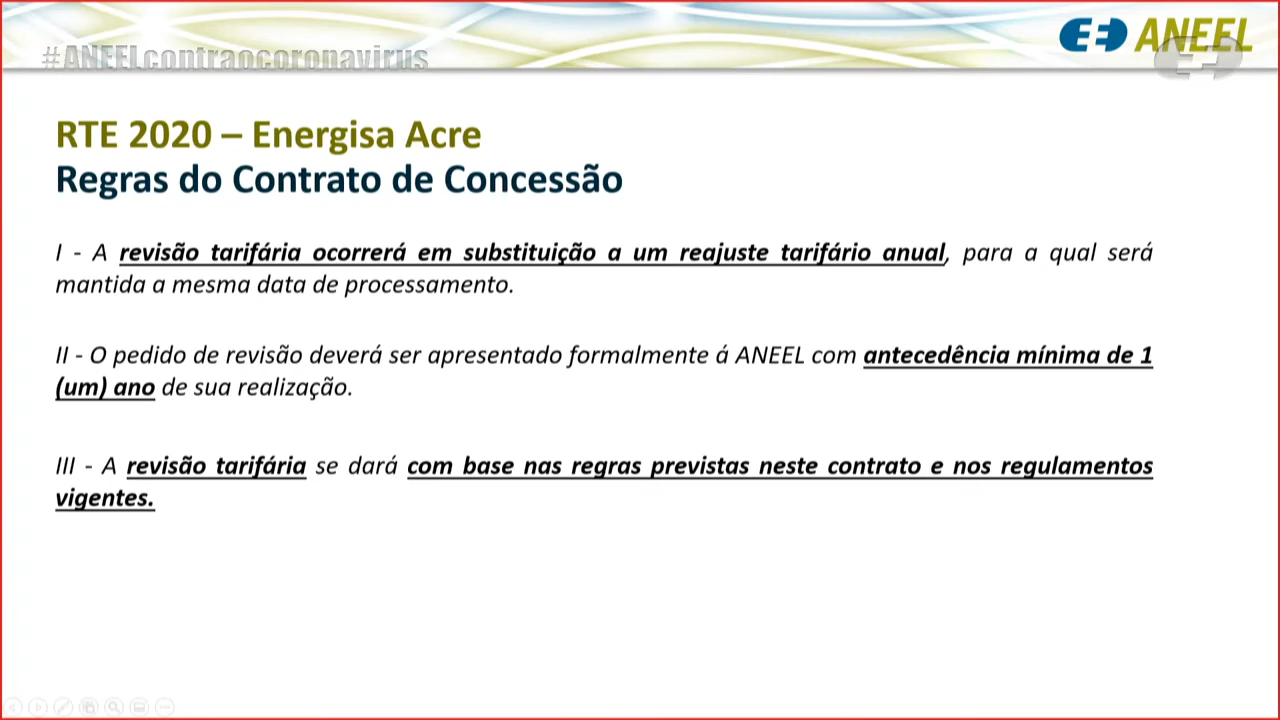 #ANEELcontraocoronavirus
ANEEL
RTE 2020 – Energisa Acre
Regras do Contrato de Concessão
I - A revisão tarifária ocorrerá em substituição a um reajuste tarifário anual, para a qual será
mantida a mesma data de processamento.
II - O pedido de revisão deverá ser apresentado formalmente á ANEEL com antecedência mínima de 1
(um) ano de sua realização.
III - A revisão tarifária se dará com base nas regras previstas neste contrato e nos regulamentos
vigentes.